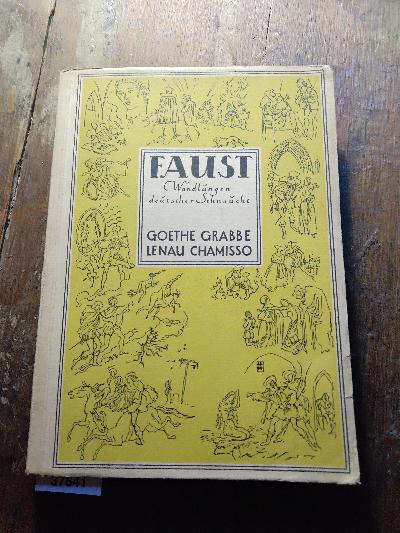 FAUST
Wandlungen
deutscher Sehnsucht
GOETHE GRABBE
LENAU CHAMISSO
37641